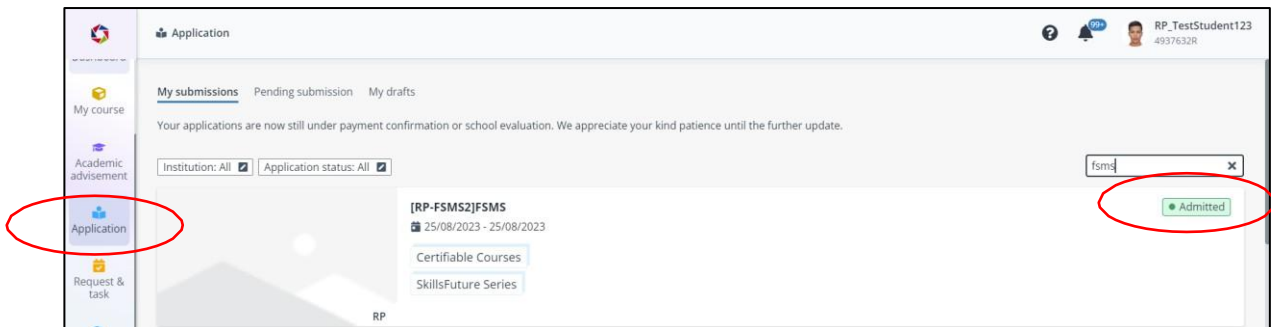 Application
99+
RP_TestStudent123
4937632R
My course
Academic
advisement
Application
Request &
task
My submissions Pending submission My drafts
Your applications are now still under payment confirmation or school evaluation. We appreciate your kind patience until the further update.
Institution: All Application status: All
fsms
[RP-FSMS2]FSMS
Admitted
25/08/2023 - 25/08/2023
Certifiable Courses
SkillsFuture Series
RP